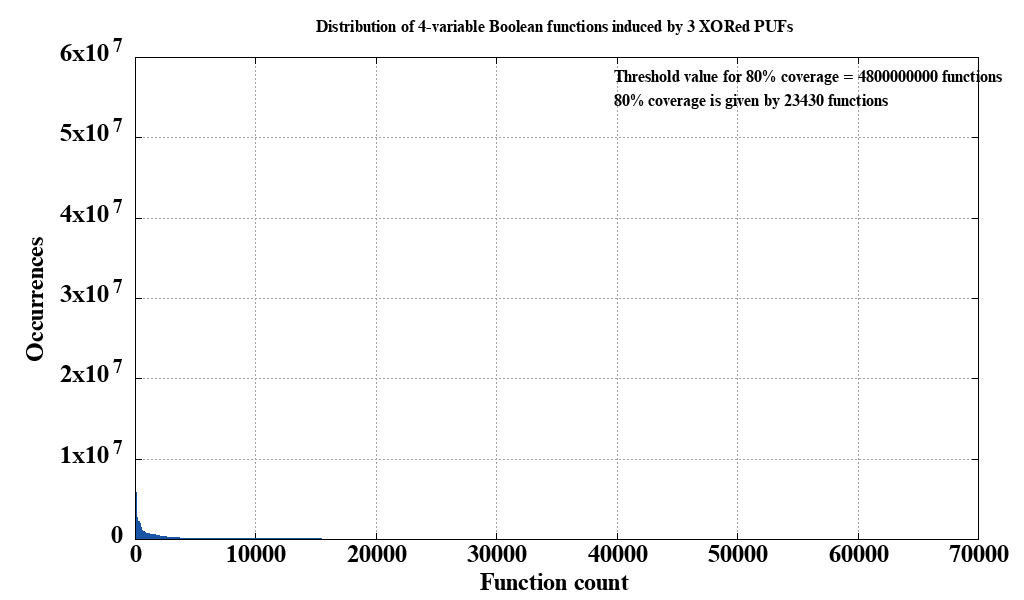 Distribution of 4-variable Boolean functions induced by 3 XORed PUFs
6x10^7
Threshold value for 80% coverage = 4800000000 functions
80% coverage is given by 23430 functions
5x10^7
4x10^7
3x10^7
2x10^7
1x10^7
0
Occurrences
0 10000 20000 30000 40000 50000 60000 70000
Function count